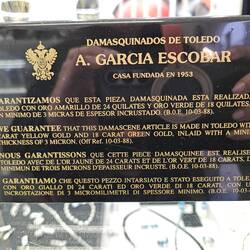 DAMASQUINADOS DE TOLEDO
A. GARCIA ESCOBAR
CASA FUNDADA EN 1953
GARANTIZAMOS QUE ESTA PIEZA DAMASQUINADA ESTA REALIZADA
TOLEDO CON ORO AMARILLO DE 24 QUILATES Y ORO VERDE DE 18 QUILATES,
UN MINIMO DE 3 MICRAS DE ESPESOR INCRUSTADO. (B.O.E. 10-03-88).
WE GUARANTEE THAT THIS DAMASCENE ARTICLE IS MADE IN TOLEDO WITH
CARAT YELLOW GOLD AND 18 CARAT GREEN GOLD, INLAID WITH A MINI
THICKNESS OF 3 MICRON. (Off Ref. 10-03-88).
NOUS GARANTISSONS QUE CETTE PIECE DAMASQUINEE EST REALISEE
TOLEDO AVEC DE L'OR JAUNE DE 24 CARATS ET DE L'OR VERT DE 18 CARATS, D
MINIMUN DE TROIS MICRONS D'EPAISSEUR INCRUSTE. (B.O.E. 10-03-88).
GARANTIAMO CHE QUESTO PEZZO INTARSIATO E STATO ESEGUITO A TOLEDO
CON ORO GIALLO DI 24 CARATI ED ORO VERDE DI 18 CARATI, CON U
INCROSTAZIONE DI 3 MICROMILIMETRI DI SPESSORE MINIMO. (B.O.E. 10-03-88).